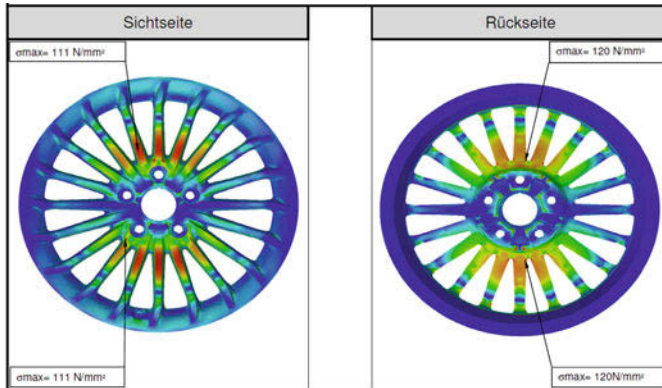 Sichtseite
Rückseite
σmax= 111 N/mm²
σmax= 120 N/mm²
σmax= 111 N/mm²
σmax= 120N/mm²